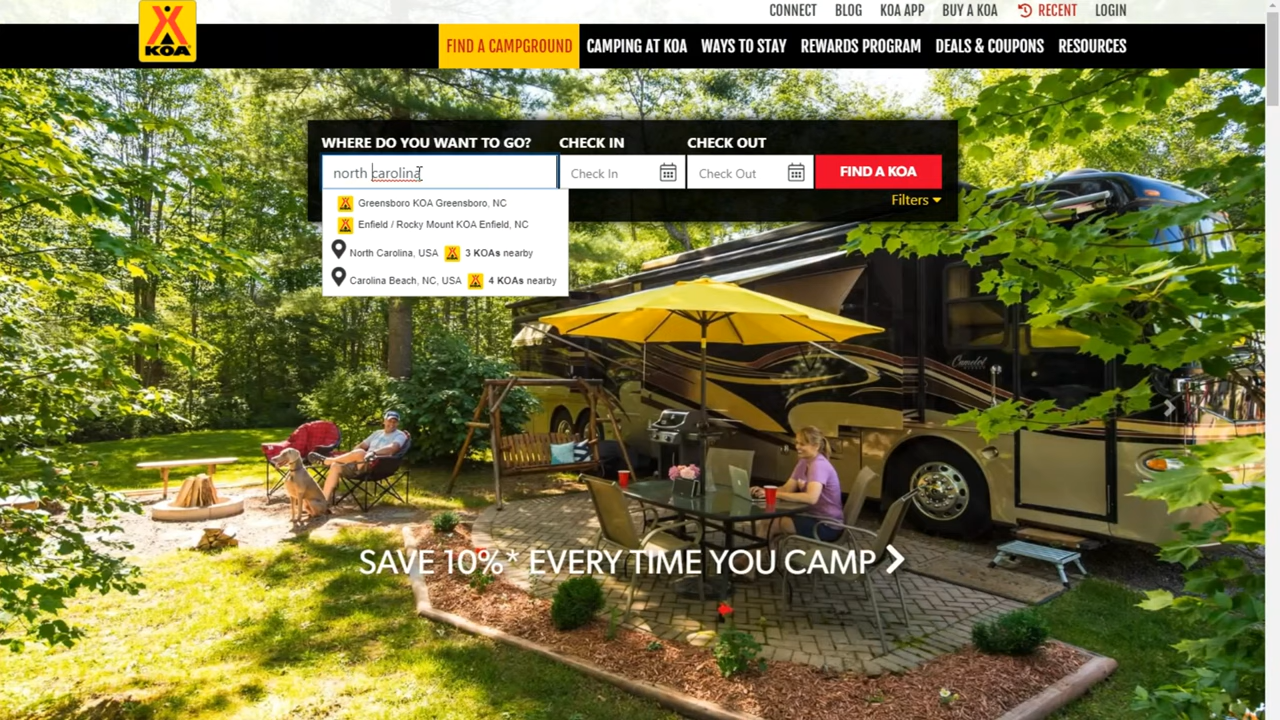 CONNECT BLOG KOA APP BUY A KOA RECENT LOGIN
KOA
FIND A CAMPGROUND CAMPING AT KOA WAYS TO STAY REWARDS PROGRAM DEALS & COUPONS RESOURCES
WHERE DO YOU WANT TO GO? CHECK IN CHECK OUT
north carolina Check In Check Out FIND A KOA
Filters
Greensboro KOA Greensboro, NC
Enfield / Rocky Mount KOA Enfield, NC
North Carolina, USA 3 KOAs nearby
Carolina Beach, NC, USA 4 KOAs nearby
Camelot
SAVE 10%* EVERY TIME YOU CAMP